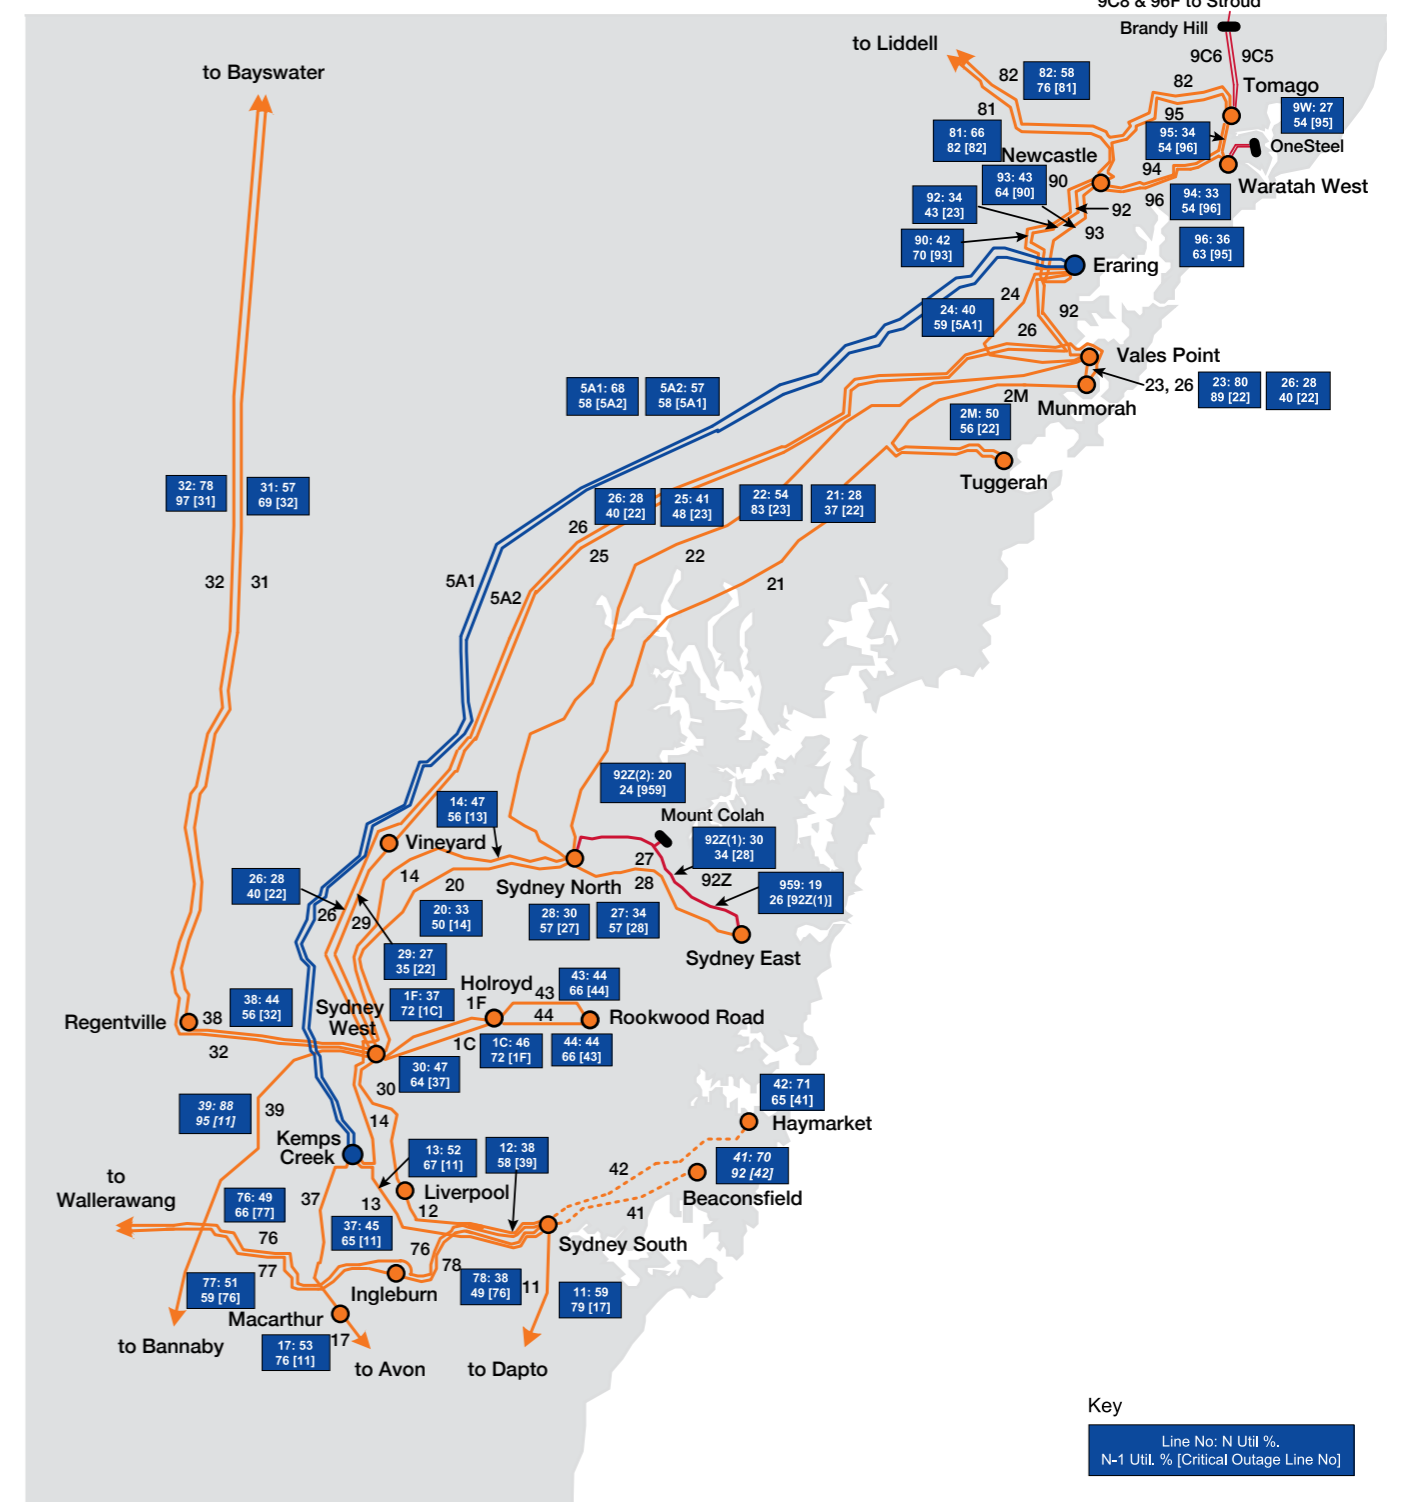 9C8 & 96F to Stroud
Brandy Hill
to Liddell
9C6
9C5
82
82: 58
76 [81]
to Bayswater
82
Tomago
81
95
9W: 27
54 [95]
81: 66
82 [82]
95: 34
54 [96]
OneSteel
Newcastle
94
93: 43
64 [90]
90
Waratah West
92: 34
43 [23]
96
94: 33
54 [96]
92
93
90: 42
70 [93]
96: 36
63 [95]
Eraring
24
24: 40
59 [5A1]
92
26
Vales Point
5A1: 68
58 [5A2]
5A2: 57
58 [5A1]
23, 26
23: 80
89 [22]
26: 28
40 [22]
2M
Munmorah
2M: 50
56 [22]
Tuggerah
32: 78
97 [31]
31: 57
69 [32]
26: 28
40 [22]
25: 41
48 [23]
22: 54
83 [23]
21: 28
37 [22]
26
25
22
32
31
5A1
5A2
21
92Z(2): 20
24 [959]
14: 47
56 [13]
Mount Colah
Vineyard
92Z(1): 30
34 [28]
27
14
20
Sydney North
28
92Z
26: 28
40 [22]
959: 19
26 [92Z(1)]
26
29
20: 33
50 [14]
28: 30
57 [27]
27: 34
57 [28]
29: 27
35 [22]
Sydney East
Holroyd
43: 44
66 [44]
38: 44
56 [32]
1F: 37
72 [1C]
1F
43
Sydney
West
Regentville
38
44
Rookwood Road
32
1C
1C: 46
72 [1F]
44: 44
66 [43]
30: 47
64 [37]
30
42: 71
65 [41]
39: 88
95 [11]
39
14
Haymarket
Kemps
Creek
13: 52
67 [11]
12: 38
58 [39]
42
41: 70
92 [42]
to
Wallerawang
Liverpool
Beaconsfield
76: 49
66 [77]
37
13
12
41
37: 45
65 [11]
76
76
Sydney South
77
78
77: 51
59 [76]
Ingleburn
78: 38
49 [76]
11
11: 59
79 [17]
Macarthur
to Bannaby
17: 53
76 [11]
17
to Avon
to Dapto
Key
Line No: N Util %.
N-1 Util. % [Critical Outage Line No]